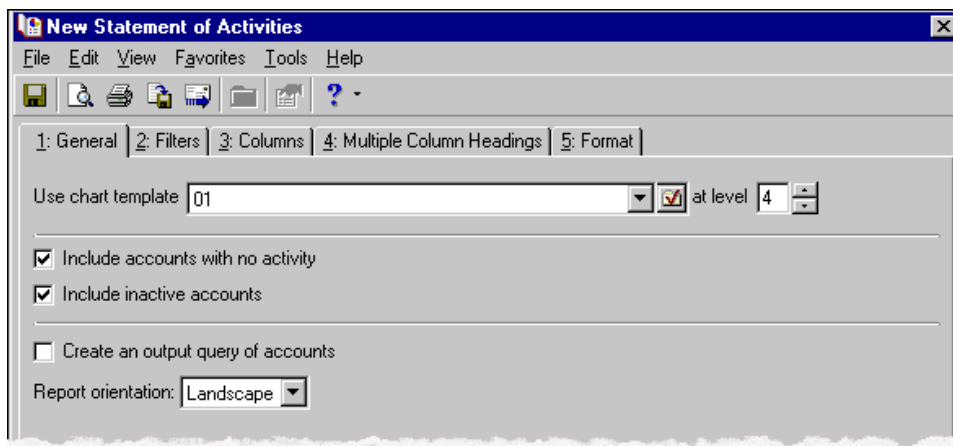 New Statement of Activities
File Edit View Favorites Tools Help
?
1: General 2: Filters 3: Columns 4: Multiple Column Headings 5: Format
Use chart template 01 at level 4
Include accounts with no activity
Include inactive accounts
Create an output query of accounts
Report orientation: Landscape